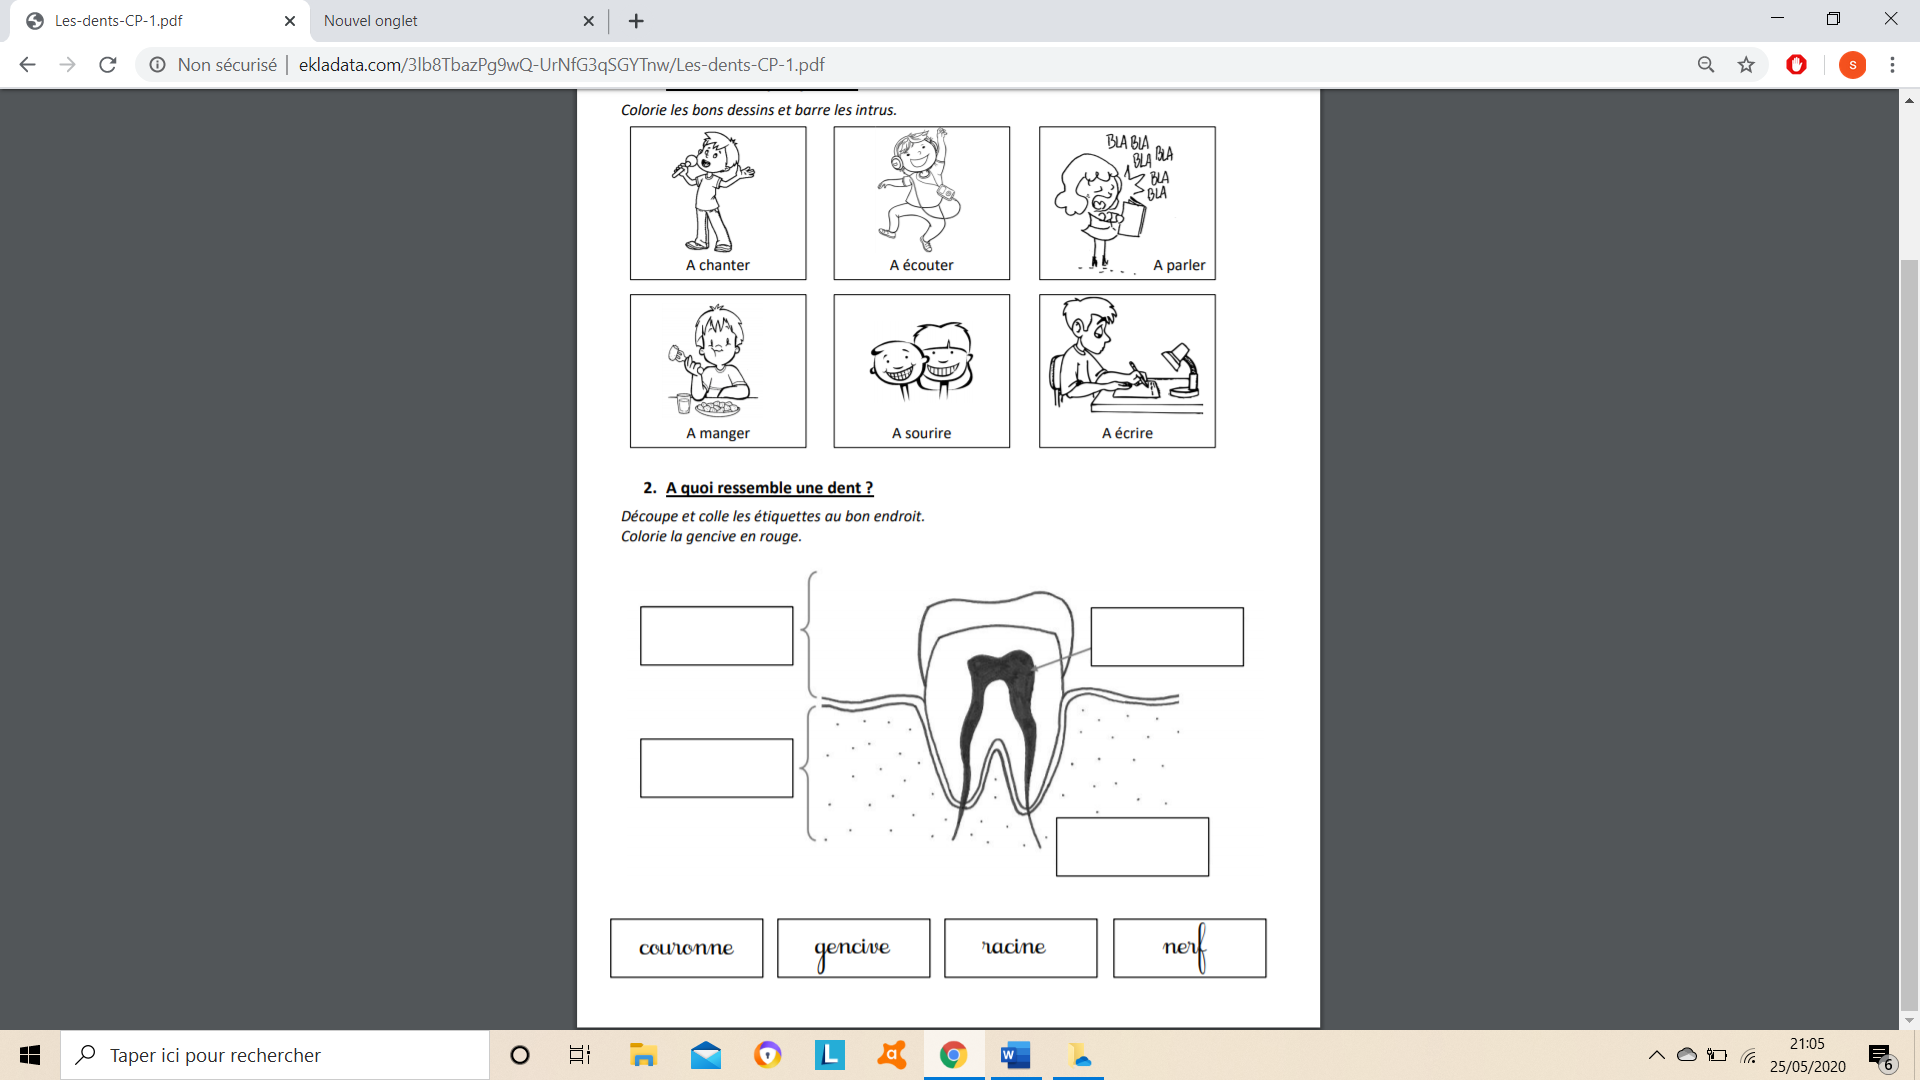 Les-dents-CP-1.pdf
Nouvel onglet
Non sécurisé | ekladata.com/3lb8TbazPg9wQ-UrNfG3qSGYTnw/Les-dents-CP-1.pdf
s
Colorie les bons dessins et barre les intrus.
BLA BLA
BLA BLA
BLA
BLA
A chanter
A écouter
A parler
A manger
A sourire
A écrire
2. A quoi ressemble une dent ?
Découpe et colle les étiquettes au bon endroit.
Colorie la gencive en rouge.
couronne
gencive
racine
nerf
Taper ici pour rechercher
L
W
21:05
25/05/2020
6